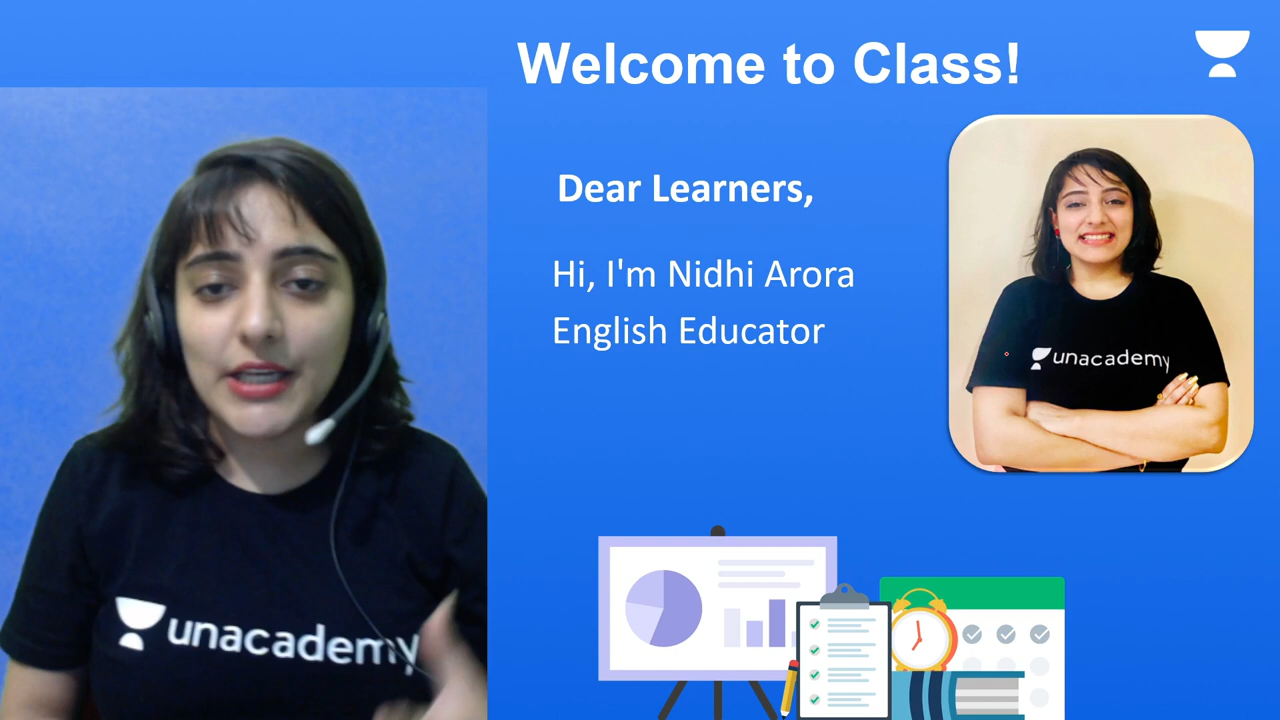 Welcome to Class!
Dear Learners,
Hi, I'm Nidhi Arora
English Educator
unacademy
unacademy